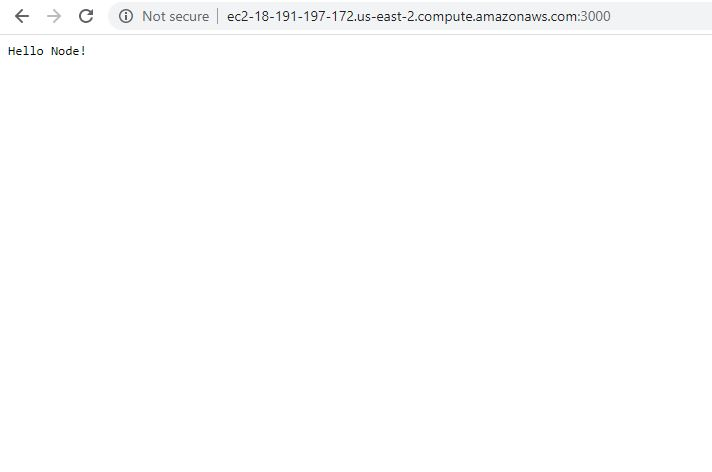 Not secure | ec2-18-191-197-172.us-east-2.compute.amazonaws.com:3000
Hello Node!